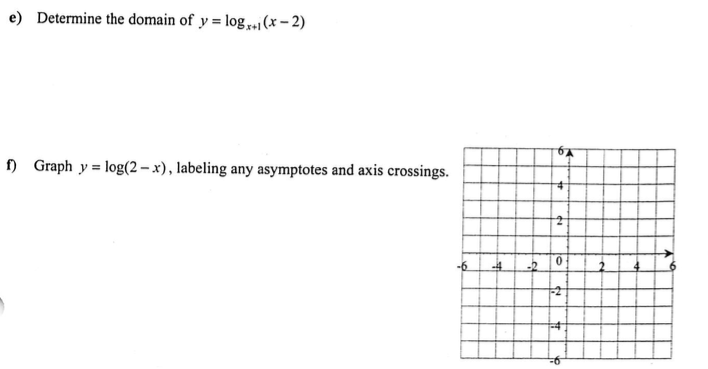 e) Determine the domain of y = logₓ₊₁(x – 2)
f) Graph y = log(2 – x), labeling any asymptotes and axis crossings.
6
4
2
-6 -4 -2 0 2 4 6
-2
-4
-6